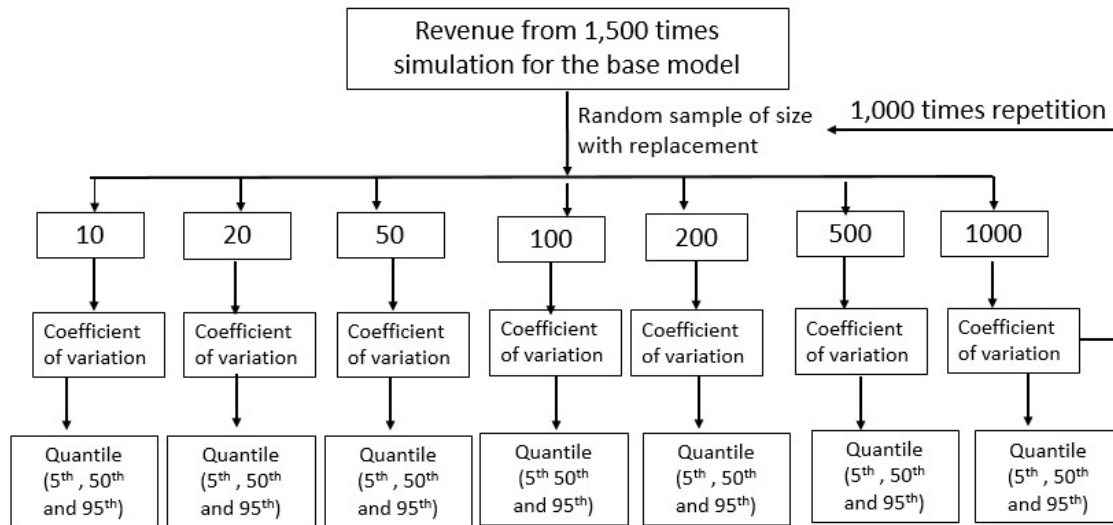 Revenue from 1,500 times
simulation for the base model
Random sample of size
with replacement
1,000 times repetition
10
20
50
100
200
500
1000
Coefficient
of variation
Coefficient
of variation
Coefficient
of variation
Coefficient
of variation
Coefficient
of variation
Coefficient
of variation
Coefficient
of variation
Quantile
(5th , 50th
and 95th)
Quantile
(5th , 50th
and 95th)
Quantile
(5th , 50th
and 95th)
Quantile
(5th 50th
and 95th)
Quantile
(5th , 50th
and 95th)
Quantile
(5th , 50th
and 95th)
Quantile
(5th , 50th
and 95th)